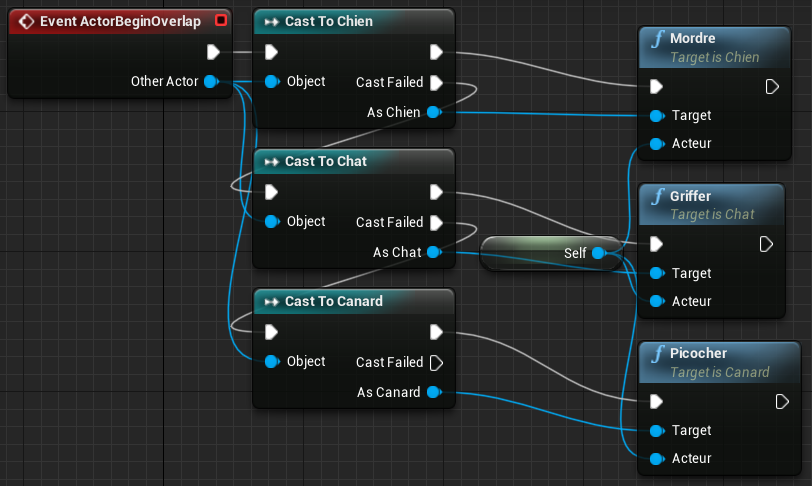 Event ActorBeginOverlap
Other Actor
Cast To Chien
Object
Cast Failed
As Chien
Cast To Chat
Object
Cast Failed
As Chat
Cast To Canard
Object
Cast Failed
As Canard
Self
Mordre
Target is Chien
Target
Acteur
Griffer
Target is Chat
Target
Acteur
Picocher
Target is Canard
Target
Acteur